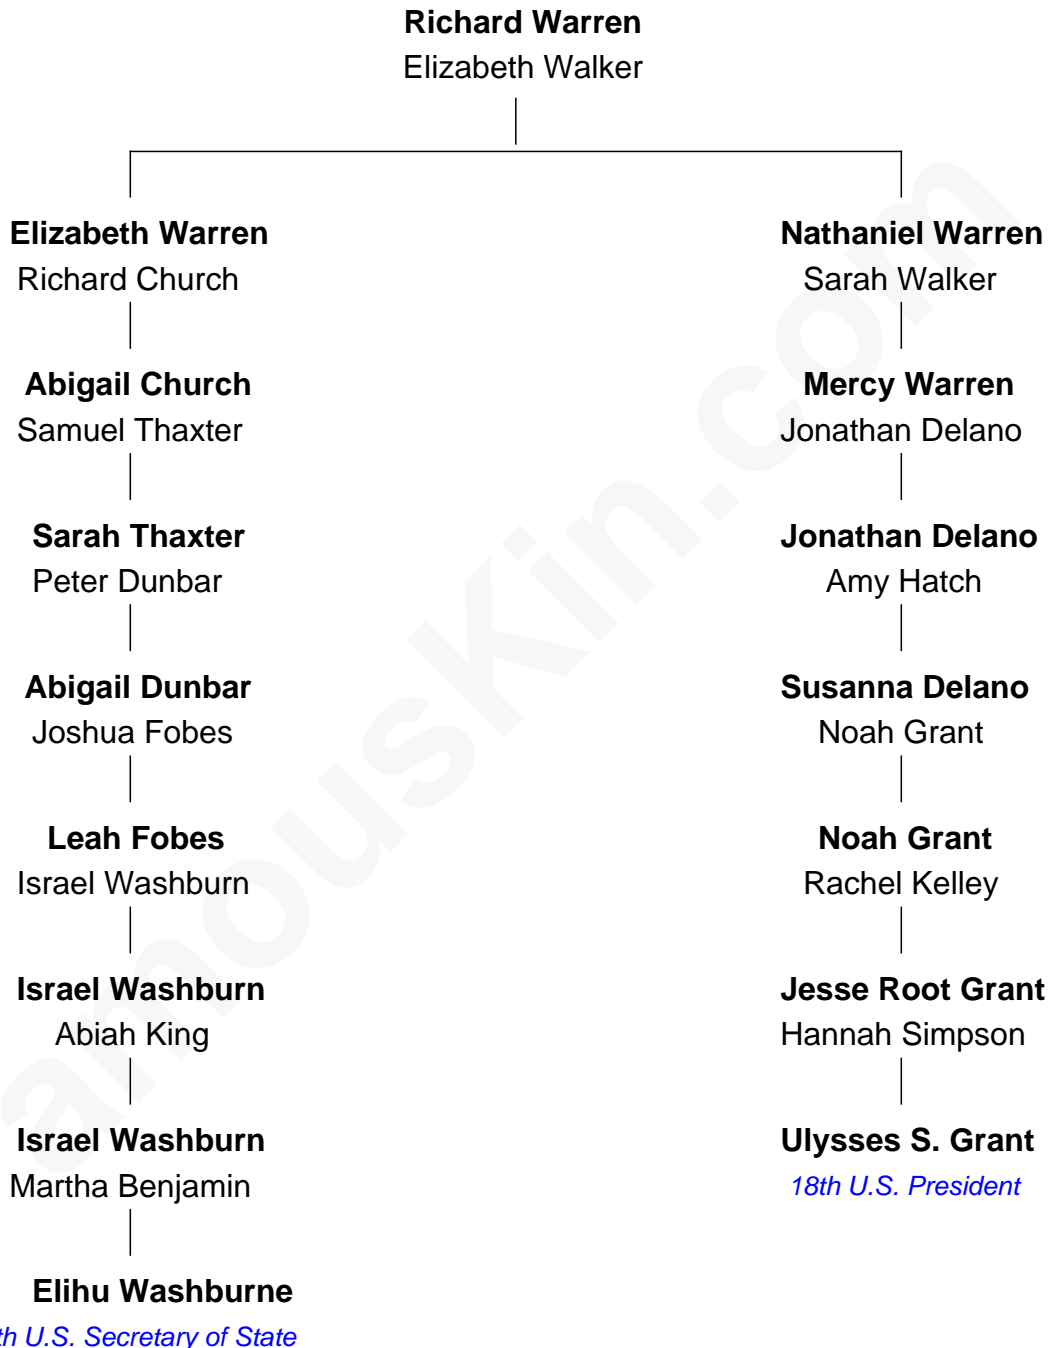 Richard Warren
Elizabeth Walker
Elizabeth Warren
Richard Church
Abigail Church
Samuel Thaxter
Sarah Thaxter
Peter Dunbar
Abigail Dunbar
Joshua Fobes
Leah Fobes
Israel Washburn
Israel Washburn
Abiah King
Israel Washburn
Martha Benjamin
Elihu Washburne
th U.S. Secretary of State
Nathaniel Warren
Sarah Walker
Mercy Warren
Jonathan Delano
Jonathan Delano
Amy Hatch
Susanna Delano
Noah Grant
Noah Grant
Rachel Kelley
Jesse Root Grant
Hannah Simpson
Ulysses S. Grant
18th U.S. President
amouskin.com